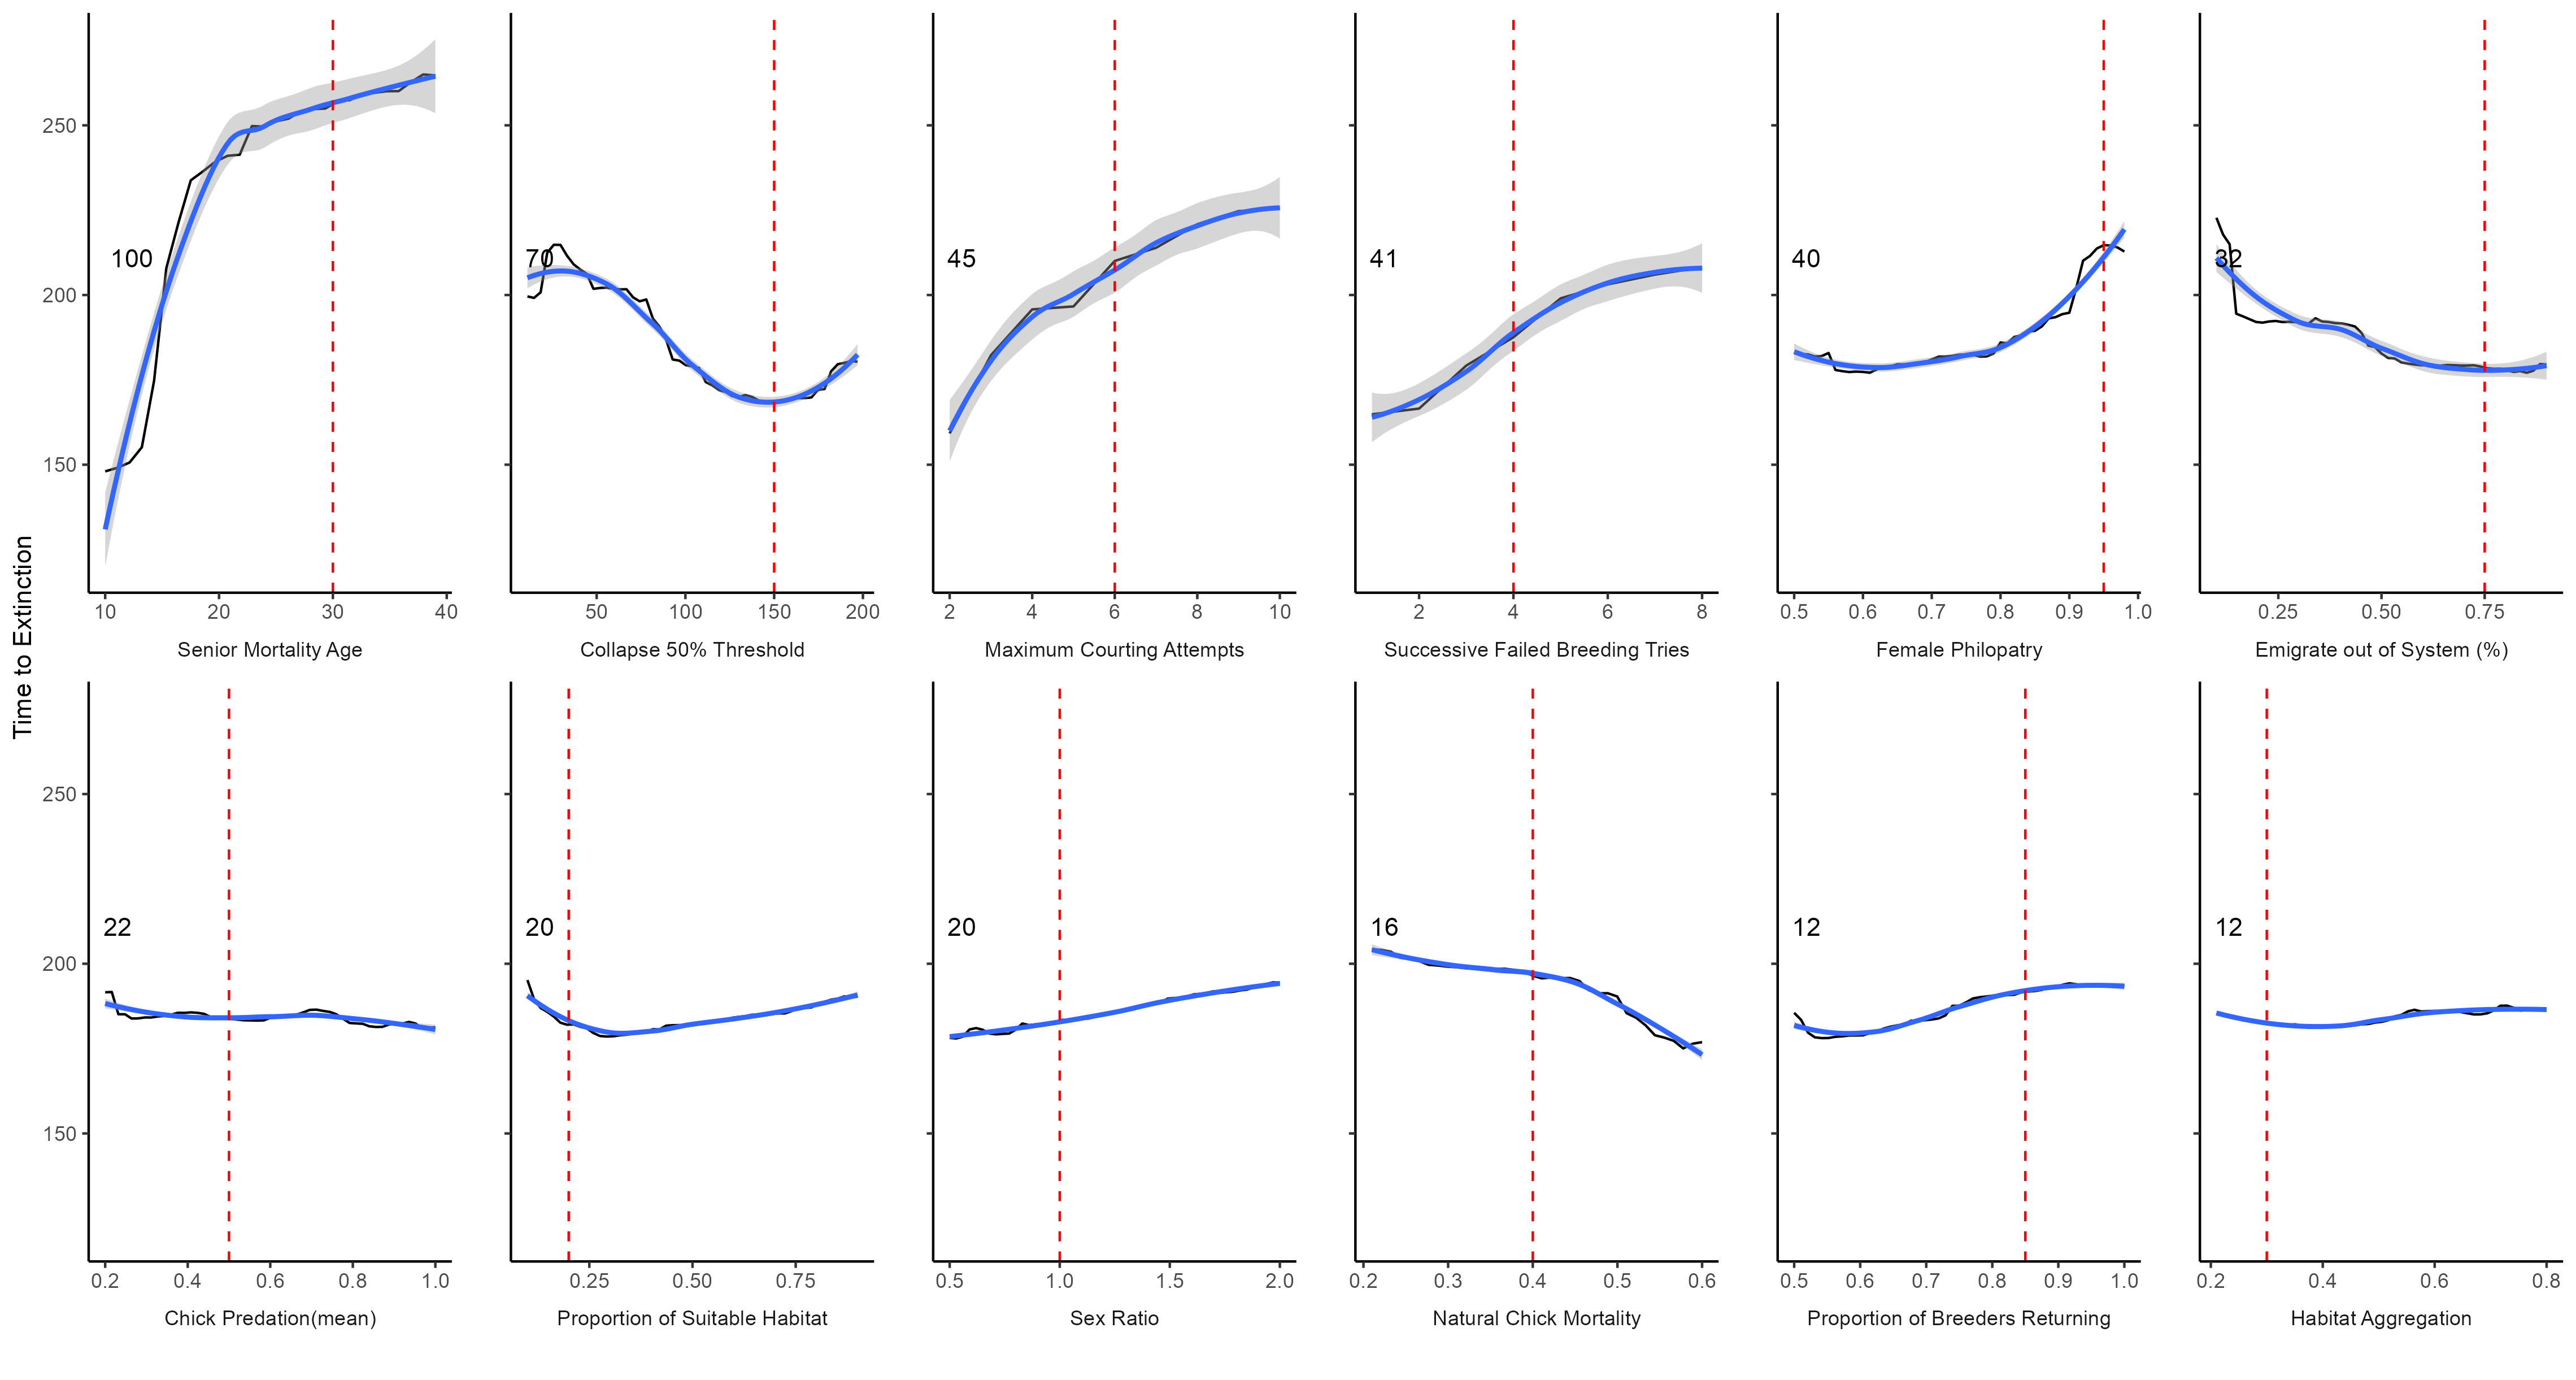 Time to Extinction
250
200
150
100
70
45
41
40
32
10 20 30 40
50 100 150 200
2 4 6 8 10
2 4 6 8
0.5 0.6 0.7 0.8 0.9 1.0
0.25 0.50 0.75
Senior Mortality Age
Collapse 50% Threshold
Maximum Courting Attempts
Successive Failed Breeding Tries
Female Philopatry
Emigrate out of System (%)
250
200
150
22
20
20
16
12
12
0.2 0.4 0.6 0.8 1.0
0.25 0.50 0.75
0.5 1.0 1.5 2.0
0.2 0.3 0.4 0.5 0.6
0.5 0.6 0.7 0.8 0.9 1.0
0.2 0.4 0.6 0.8
Chick Predation(mean)
Proportion of Suitable Habitat
Sex Ratio
Natural Chick Mortality
Proportion of Breeders Returning
Habitat Aggregation